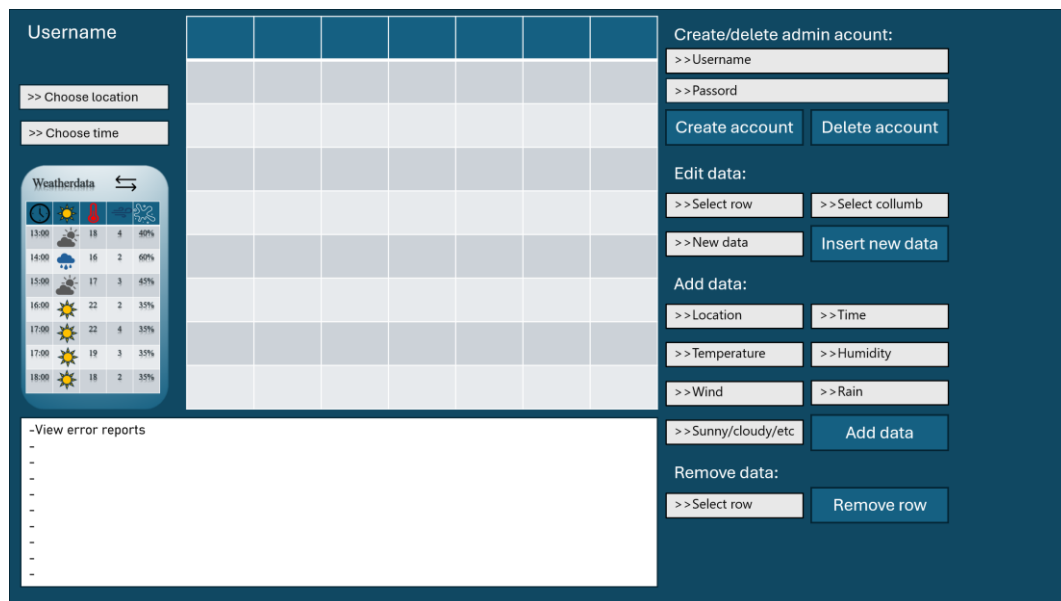 Username
>> Choose location
>> Choose time
Weatherdata
13:00 18 4 40%
14:00 16 2 60%
15:00 17 3 45%
16:00 22 2 35%
17:00 22 4 35%
17:00 19 3 35%
18:00 18 2 35%
-View error reports
-
-
-
-
-
-
-
-
-
Create/delete admin acount:
>>Username
>>Passord
Create account Delete account
Edit data:
>>Select row >>Select collumb
>>New data Insert new data
Add data:
>>Location >>Time
>>Temperature >>Humidity
>>Wind >>Rain
>>Sunny/cloudy/etc Add data
Remove data:
>>Select row Remove row